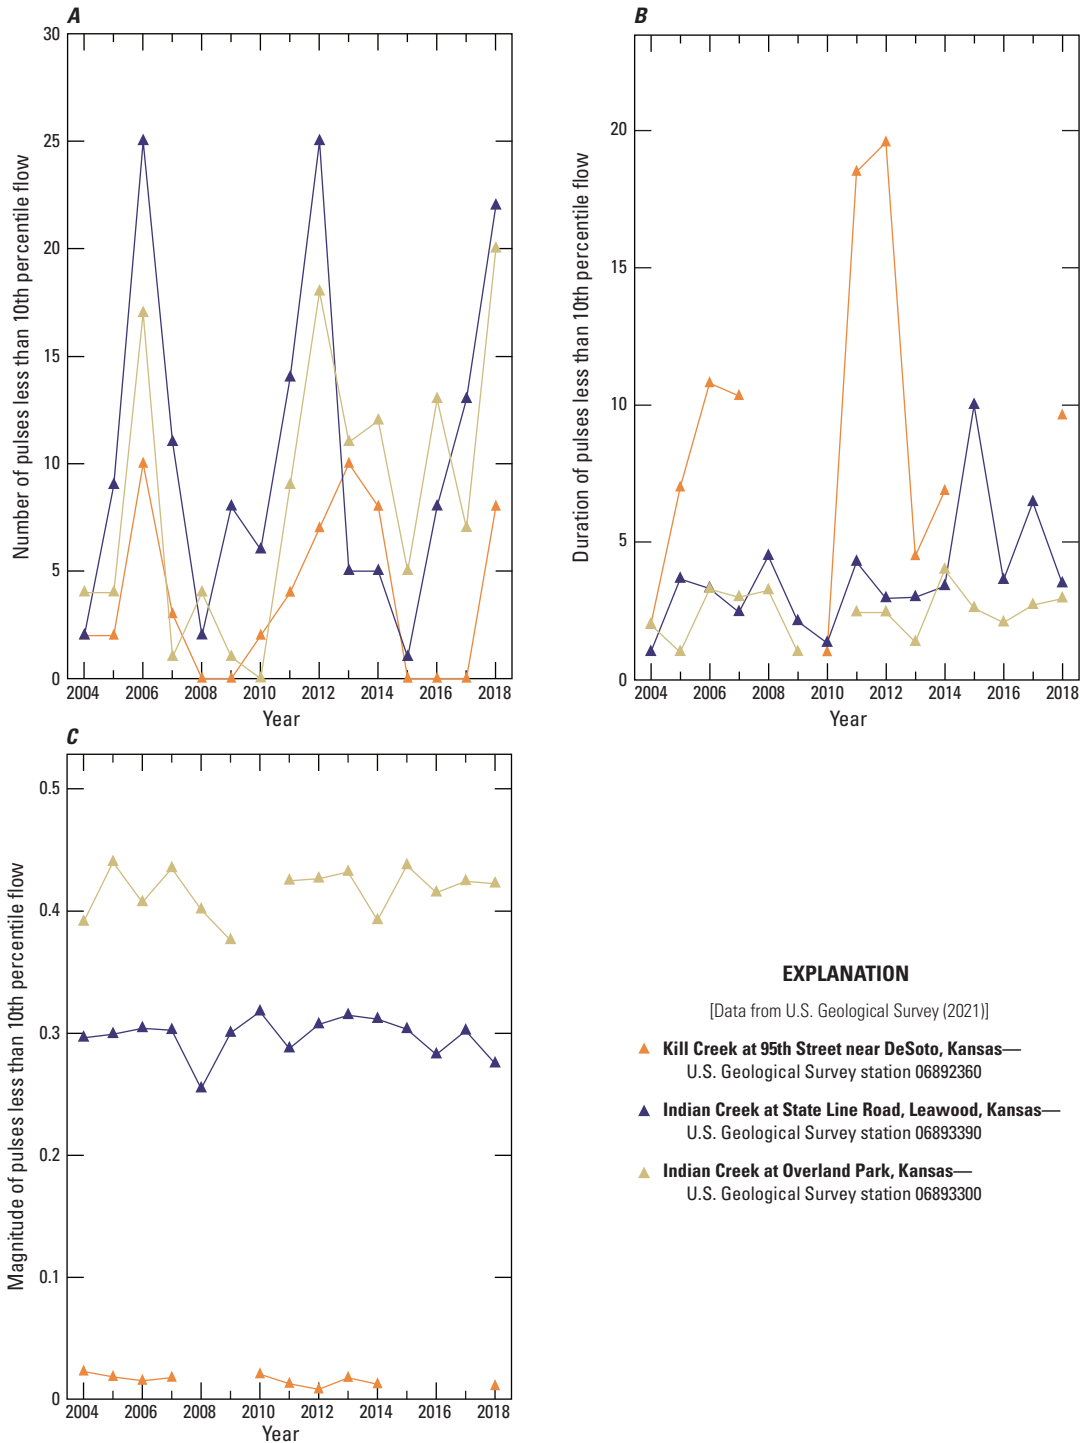 A
Number of pulses less than 10th percentile flow
30
25
20
15
10
5
0
2004 2006 2008 2010 2012 2014 2016 2018
Year
B
Duration of pulses less than 10th percentile flow
20
15
10
5
0
2004 2006 2008 2010 2012 2014 2016 2018
Year
C
Magnitude of pulses less than 10th percentile flow
0.5
0.4
0.3
0.2
0.1
0
2004 2006 2008 2010 2012 2014 2016 2018
Year
EXPLANATION
[Data from U.S. Geological Survey (2021)]
Kill Creek at 95th Street near DeSoto, Kansas—
U.S. Geological Survey station 06892360
Indian Creek at State Line Road, Leawood, Kansas—
U.S. Geological Survey station 06893390
Indian Creek at Overland Park, Kansas—
U.S. Geological Survey station 06893300